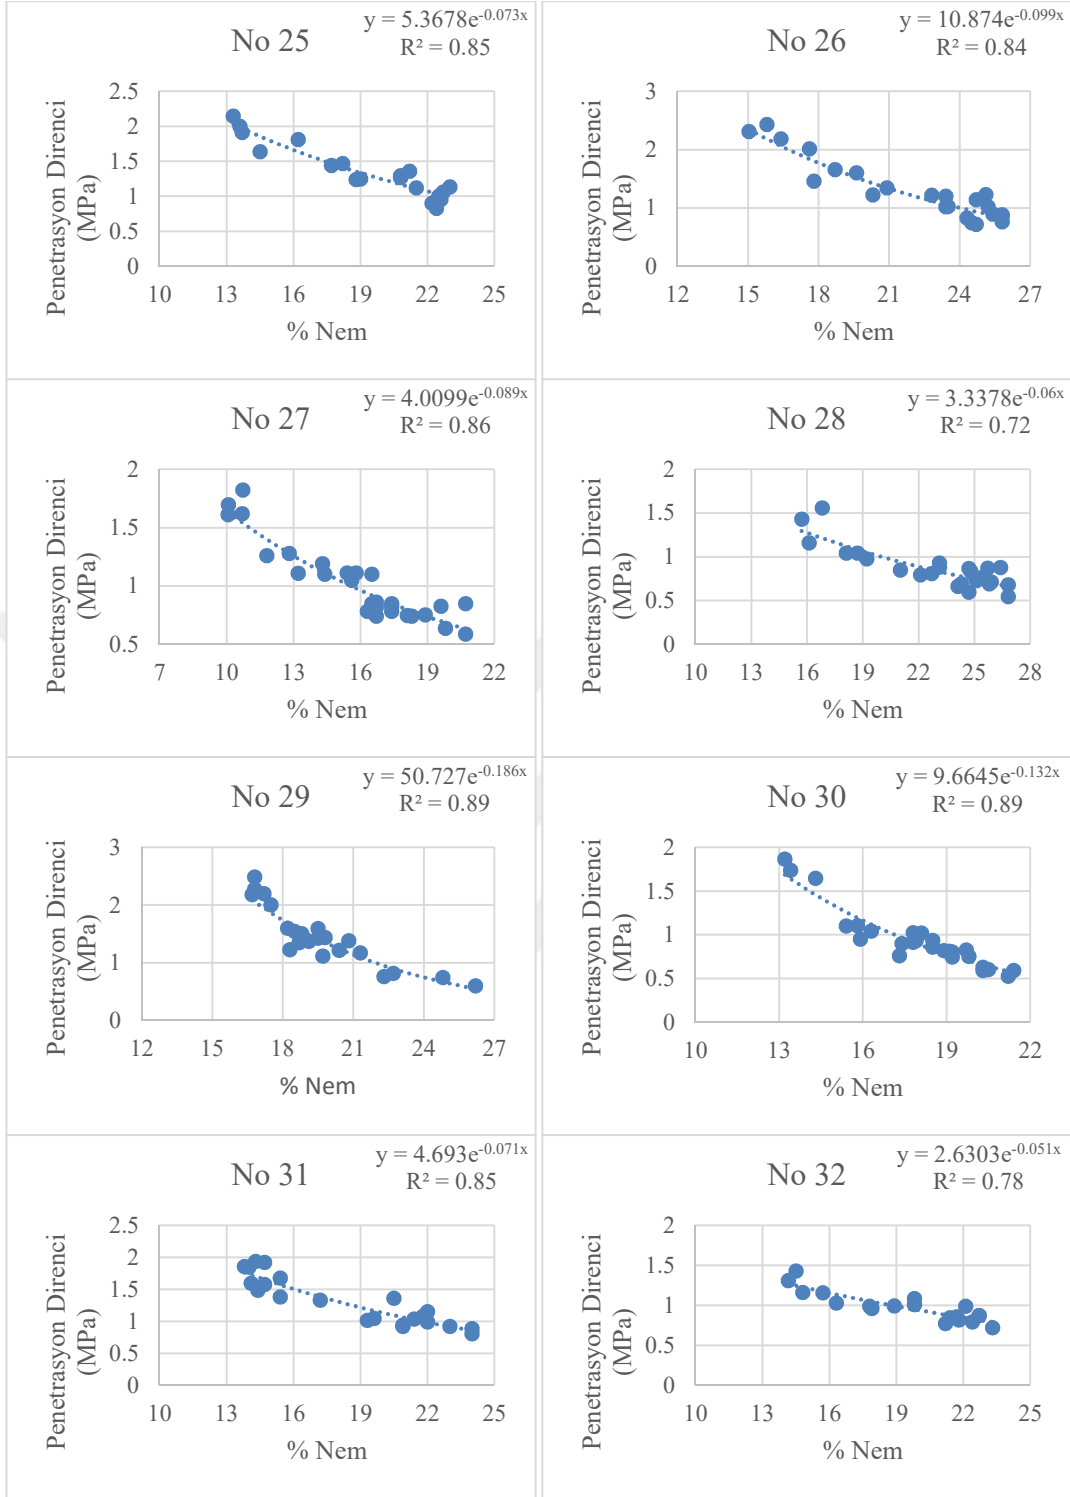 No 25
y = 5.3678e^-0.073x
R² = 0.85
Penetrasyon Direnci
(MPa)
2.5
2
1.5
1
0.5
0
10 13 16 19 22 25
% Nem
No 26
y = 10.874e^-0.099x
R² = 0.84
Penetrasyon Direnci
(MPa)
3
2
1
0
12 15 18 21 24 27
% Nem
No 27
y = 4.0099e^-0.089x
R² = 0.86
Penetrasyon Direnci
(MPa)
2
1.5
1
0.5
7 10 13 16 19 22
% Nem
No 28
y = 3.3378e^-0.06x
R² = 0.72
Penetrasyon Direnci
(MPa)
2
1.5
1
0.5
0
10 13 16 19 22 25 28
% Nem
No 29
y = 50.727e^-0.186x
R² = 0.89
Penetrasyon Direnci
(MPa)
3
2
1
0
12 15 18 21 24 27
% Nem
No 30
y = 9.6645e^-0.132x
R² = 0.89
Penetrasyon Direnci
(MPa)
2
1.5
1
0.5
0
10 13 16 19 22
% Nem
No 31
y = 4.693e^-0.071x
R² = 0.85
Penetrasyon Direnci
(MPa)
2.5
2
1.5
1
0.5
0
10 13 16 19 22 25
% Nem
No 32
y = 2.6303e^-0.051x
R² = 0.78
Penetrasyon Direnci
(MPa)
2
1.5
1
0.5
0
10 13 16 19 22 25
% Nem